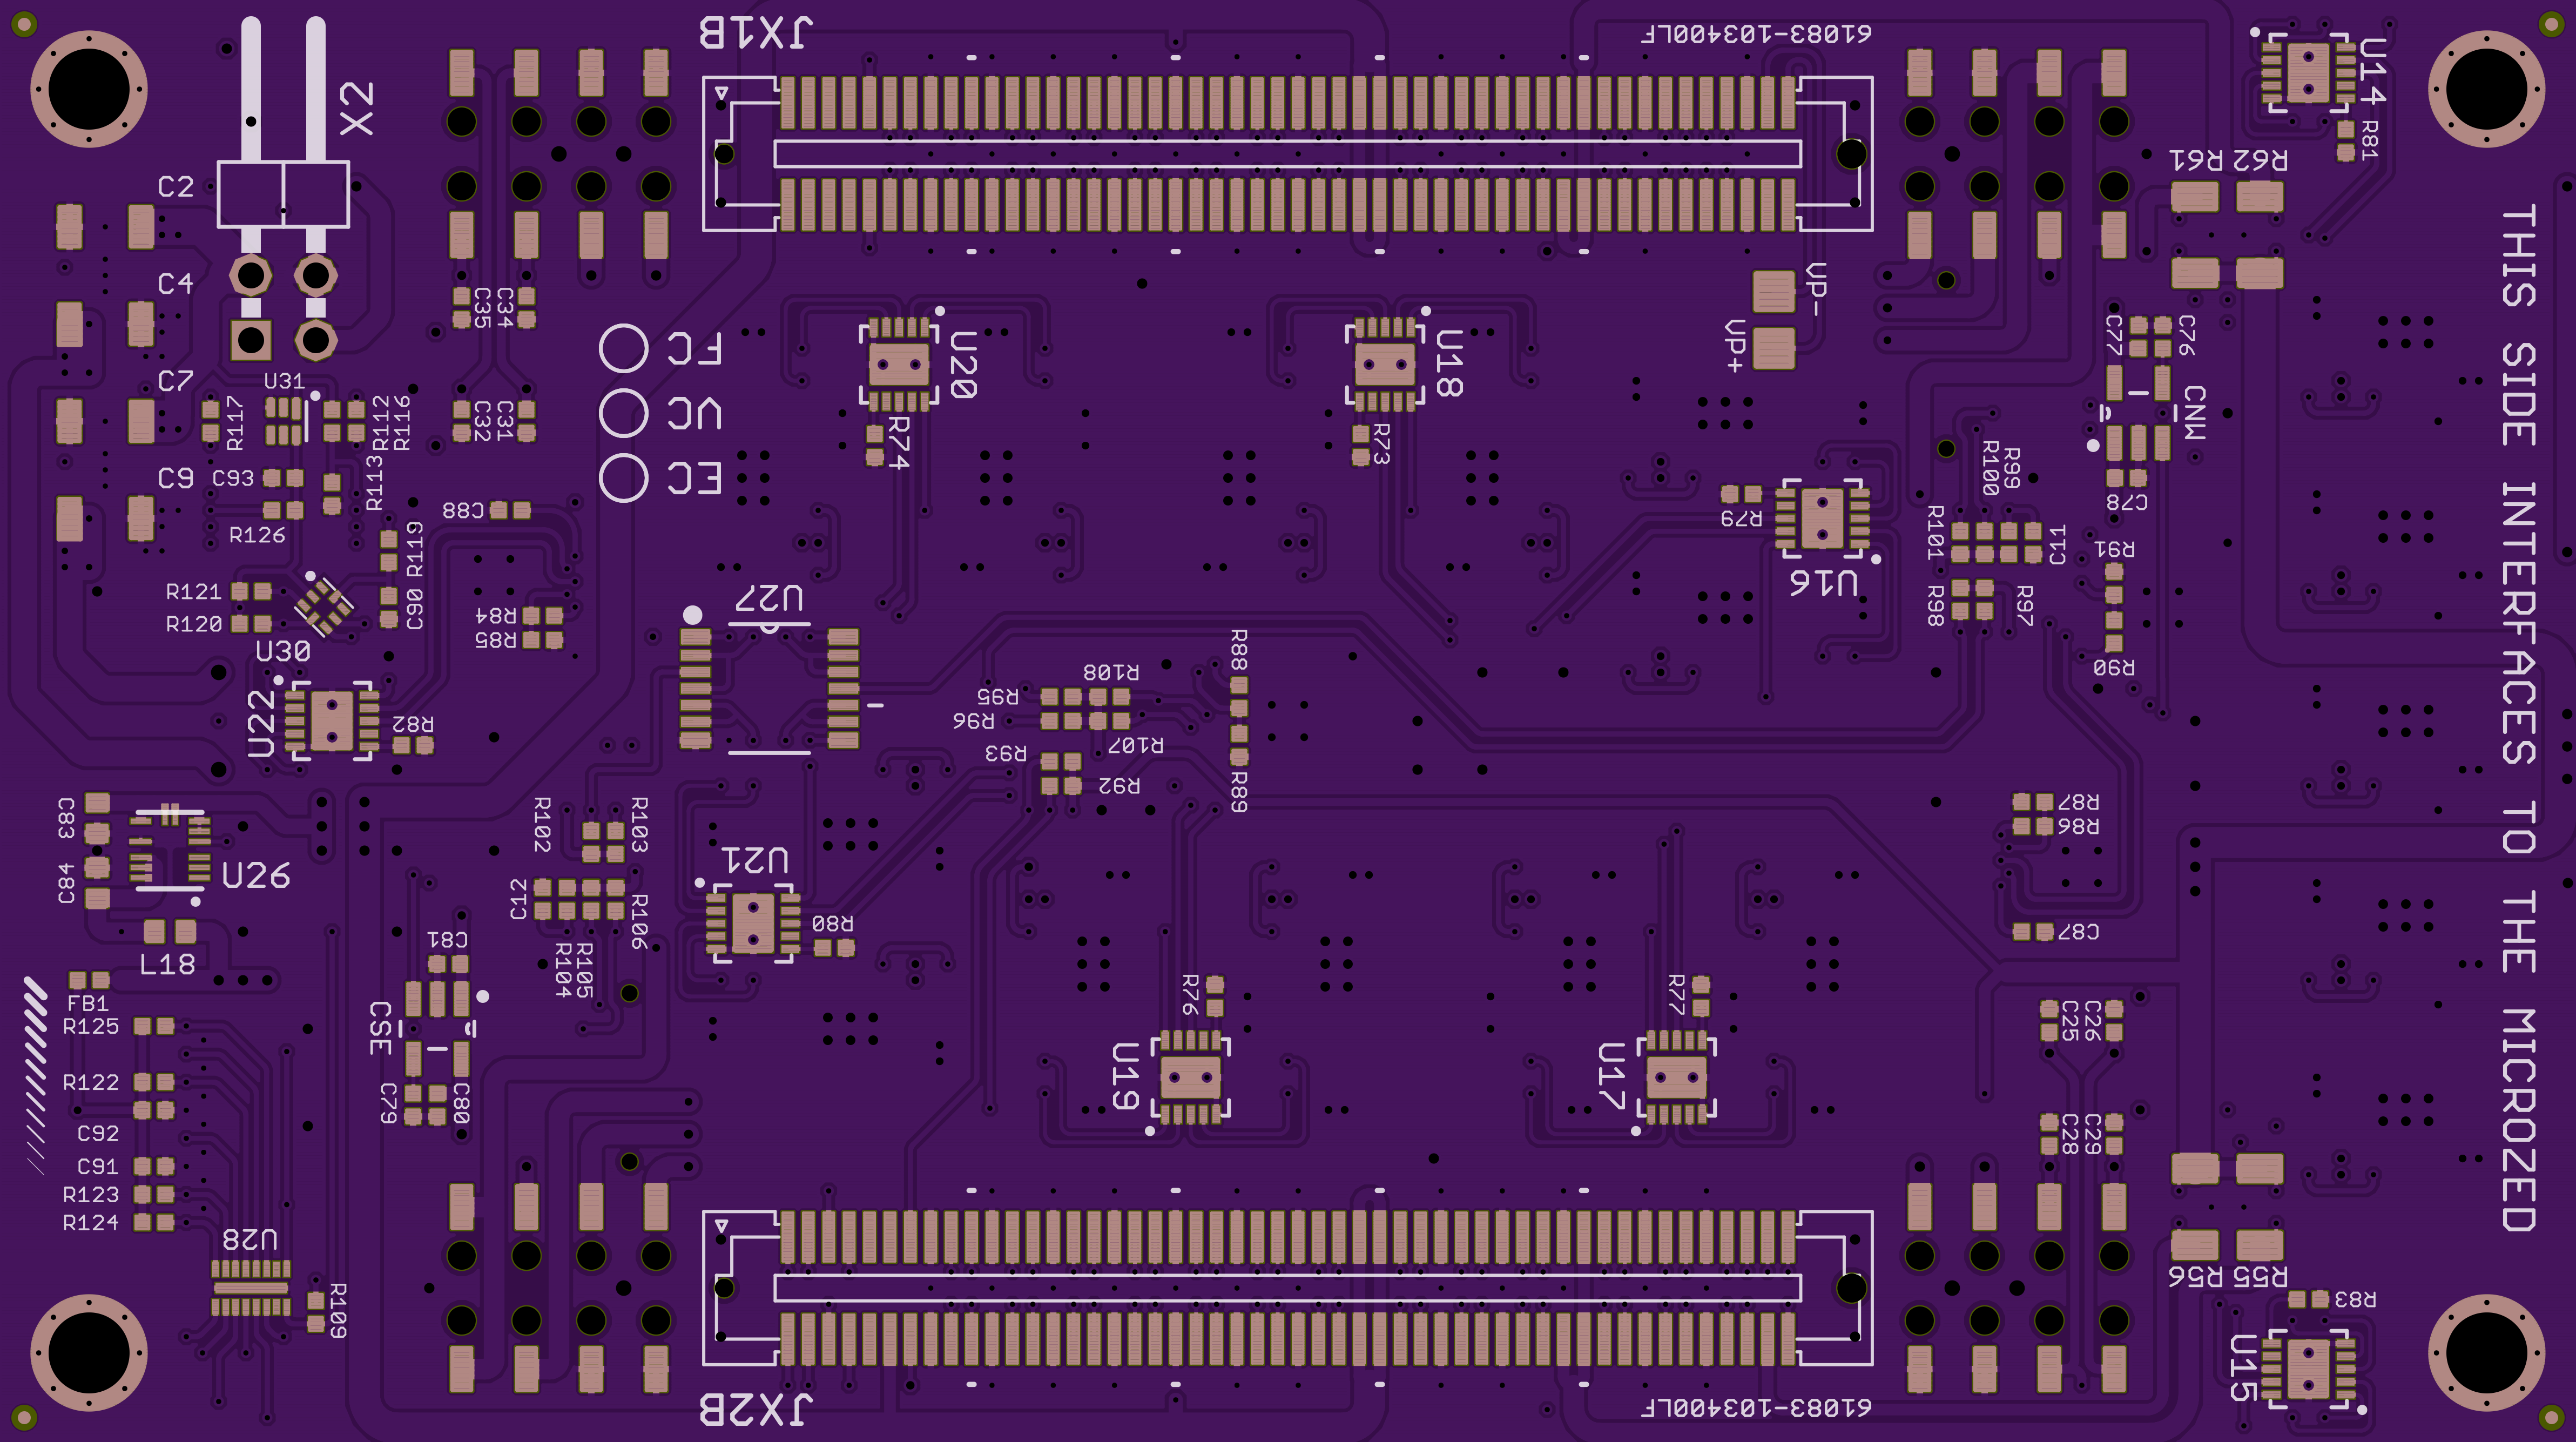 JX1B
61083-103400LF
U14
X2
R81
R61
R62
C2
THIS SIDE INTERFACES TO THE MICROZED
C4
VP-
C35
C34
C77
C76
VP+
FC
U20
U18
C7
U31
R117
R112
R116
C32
C31
VC
R74
R73
CNW
C9
C93
R113
EC
R100
R99
R79
C78
C88
R126
R119
R101
C11
R91
U16
R121
C90
U27
R98
R97
R120
R84
R85
R88
U30
R108
R90
U22
R82
R95
R96
R107
R93
R92
R89
C83
R102
R103
R87
R86
U26
U21
C84
C12
R106
R80
C87
C81
L18
R104
R105
R76
R77
FB1
R125
CSE
C25
C26
U19
U17
R122
C79
C80
C92
C28
C29
C91
R123
R124
U28
R56
R55
R109
R83
U15
JX2B
61083-103400LF